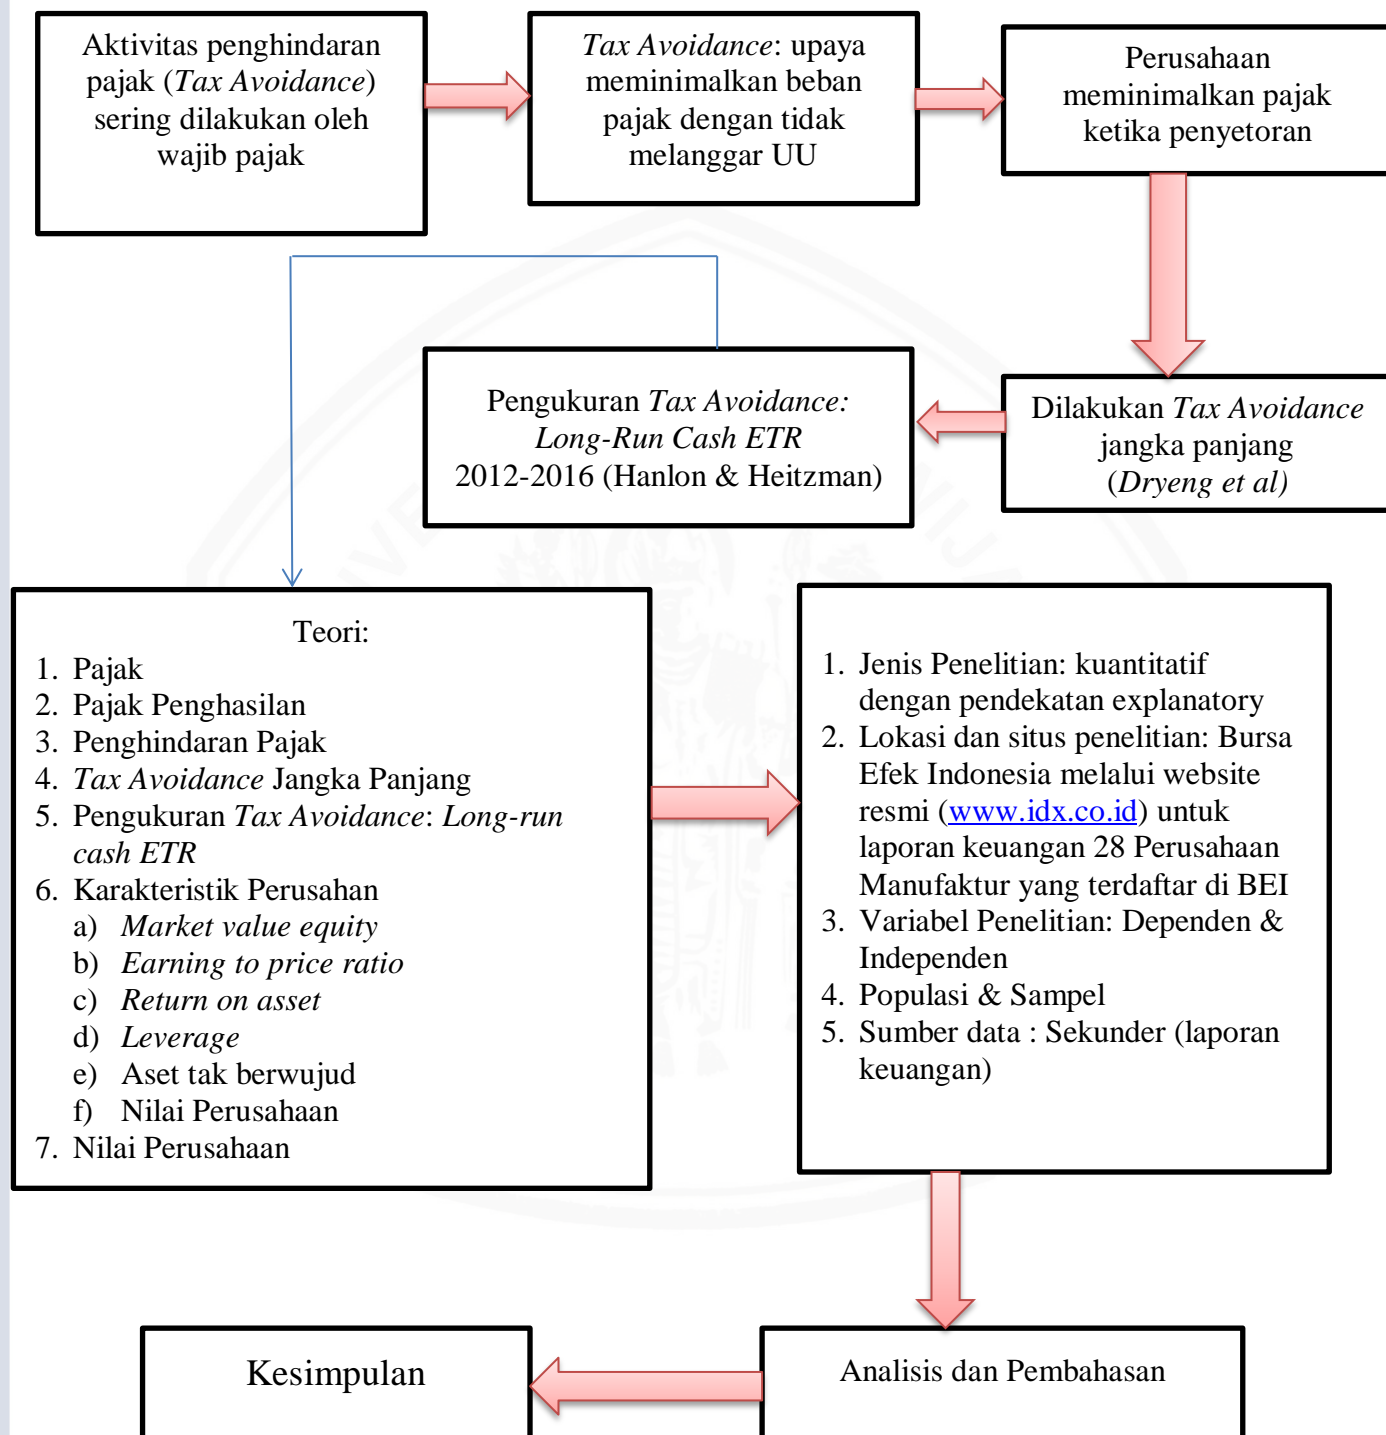 Aktivitas penghindaran
pajak (Tax Avoidance)
sering dilakukan oleh
wajib pajak
Tax Avoidance: upaya
meminimalkan beban
pajak dengan tidak
melanggar UU
Perusahaan
meminimalkan pajak
ketika penyetoran
Dilakukan Tax Avoidance
jangka panjang
(Dryeng et al)
Pengukuran Tax Avoidance:
Long-Run Cash ETR
2012-2016 (Hanlon & Heitzman)
Teori:
1. Pajak
2. Pajak Penghasilan
3. Penghindaran Pajak
4. Tax Avoidance Jangka Panjang
5. Pengukuran Tax Avoidance: Long-run
cash ETR
6. Karakteristik Perusahan
a) Market value equity
b) Earning to price ratio
c) Return on asset
d) Leverage
e) Aset tak berwujud
f) Nilai Perusahaan
7. Nilai Perusahaan
1. Jenis Penelitian: kuantitatif
dengan pendekatan explanatory
2. Lokasi dan situs penelitian: Bursa
Efek Indonesia melalui website
resmi (www.idx.co.id) untuk
laporan keuangan 28 Perusahaan
Manufaktur yang terdaftar di BEI
3. Variabel Penelitian: Dependen &
Independen
4. Populasi & Sampel
5. Sumber data : Sekunder (laporan
keuangan)
Analisis dan Pembahasan
Kesimpulan